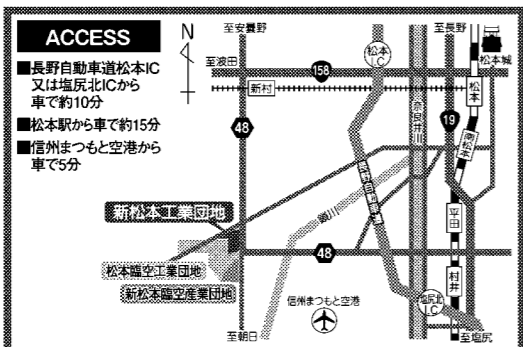 ACCESS
■長野自動車道松本IC
又は塩尻北ICから
車で約10分
■松本駅から車で約15分
■信州まつもと空港から
車で5分
N
至安曇野
至長野
至波田
松本I.C
松本城
158
新村
松本
48
奈良井川
19
南松本
長野自動車道
鎖川
平田
新松本工業団地
48
松本臨空工業団地
村井
新松本臨空産業団地
信州まつもと空港
塩尻北I.C
至朝日
至塩尻